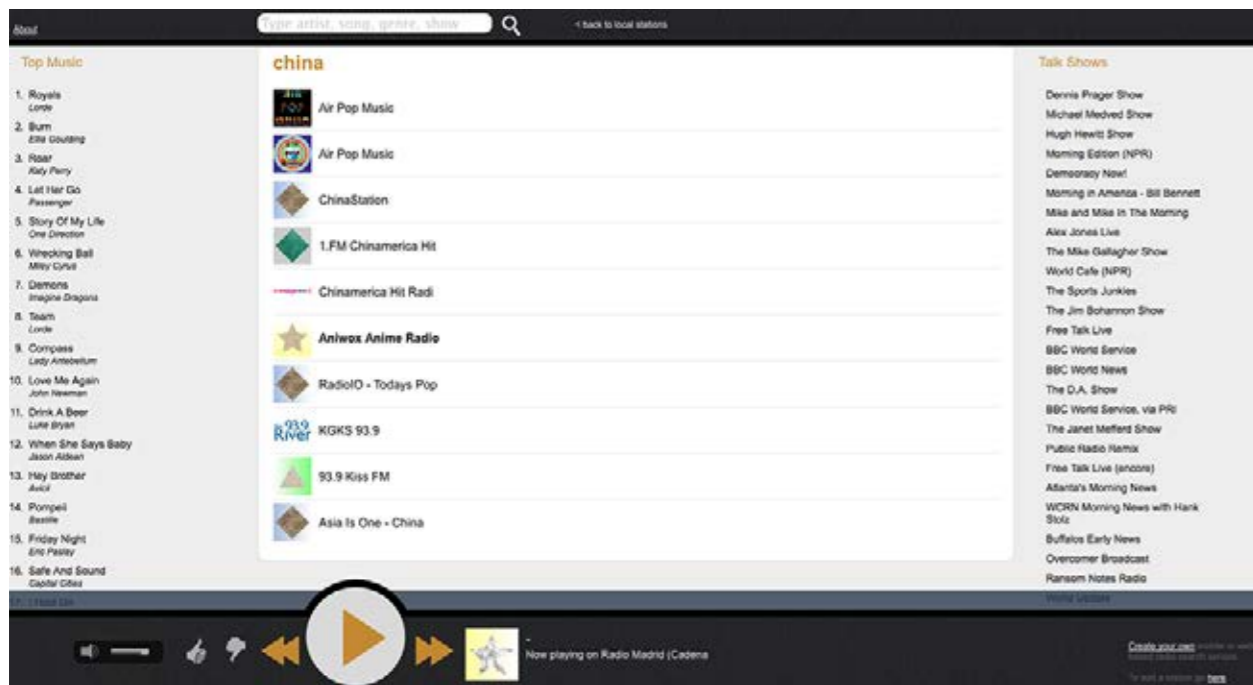 About
Type artist, song, genre, show
< back to local stations
Top Music
1. Royals
Lorde
2. Burn
Ellie Goulding
3. Roar
Katy Perry
4. Let Her Go
Passenger
5. Story Of My Life
One Direction
6. Wrecking Ball
Miley Cyrus
7. Demons
Imagine Dragons
8. Team
Lorde
9. Compass
Lady Antebellum
10. Love Me Again
John Newman
11. Drink A Beer
Luke Bryan
12. When She Says Baby
Jason Aldean
13. Hey Brother
Avicii
14. Pompeii
Bastille
15. Friday Night
Eric Paslay
16. Safe And Sound
Capital Cities
17. I Hold On
china
Air Pop Music
Air Pop Music
ChinaStation
1.FM Chinamerica Hit
Chinamerica Hit Radi
Aniwox Anime Radio
RadioIO - Todays Pop
93.9
River
KGKS 93.9
93.9 Kiss FM
Asia Is One - China
Talk Shows
Dennis Prager Show
Michael Medved Show
Hugh Hewitt Show
Morning Edition (NPR)
Democracy Now!
Morning in America - Bill Bennett
Mike and Mike In The Morning
Alex Jones Live
The Mike Gallagher Show
World Cafe (NPR)
The Sports Junkies
The Jim Bohannon Show
Free Talk Live
BBC World Service
BBC World News
The D.A. Show
BBC World Service, via PRI
The Janet Mefferd Show
Public Radio Remix
Free Talk Live (encore)
Atlanta's Morning News
WCRN Morning News with Hank
Stolz
Buffalos Early News
Overcomer Broadcast
Ransom Notes Radio
World Update
-
Now playing on Radio Madrid (Cadena
Create your own
here